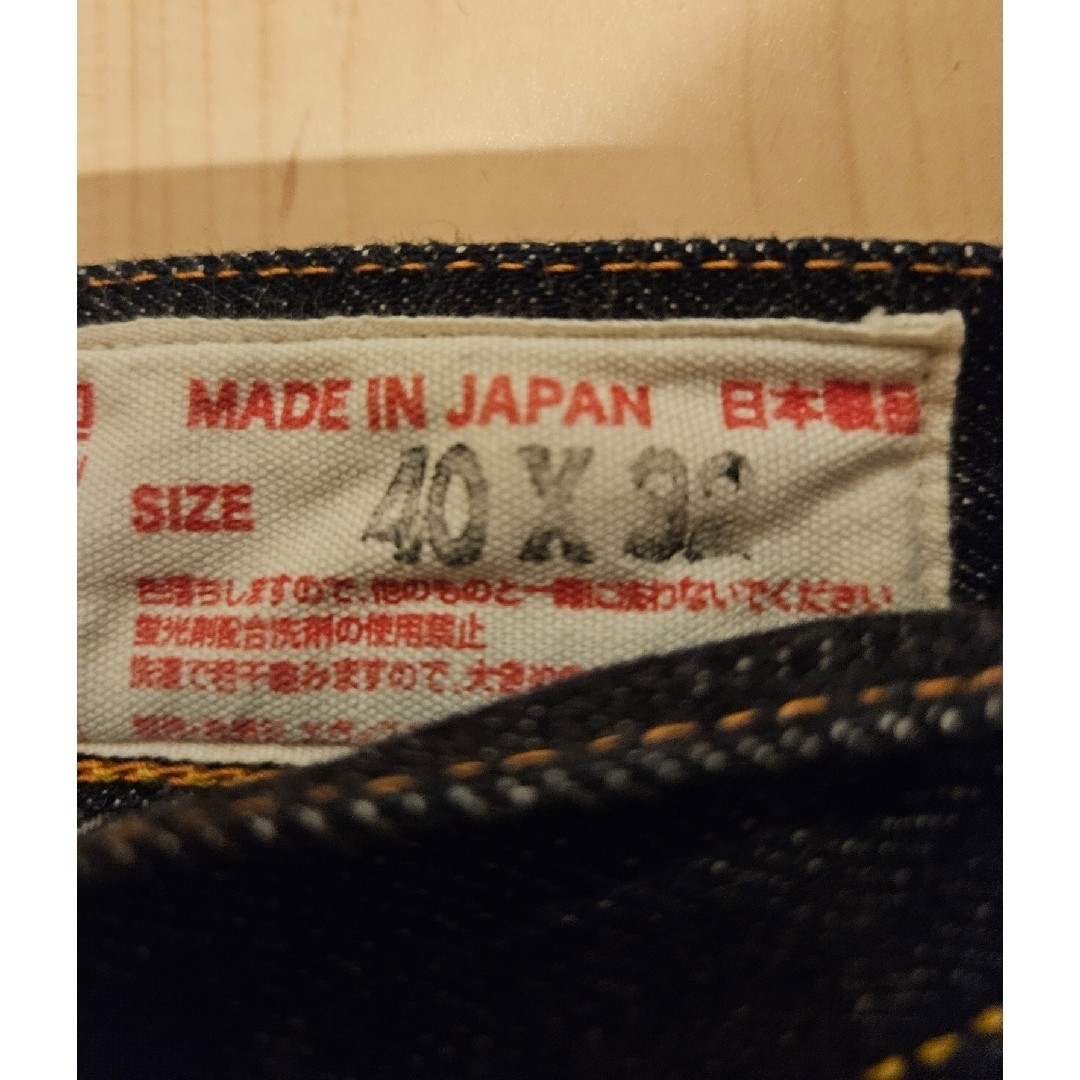 MADE IN JAPAN 日本製品
SIZE 40 X
色落ちしますので、他のものと一緒に洗わないでください
蛍光剤配合洗剤の使用禁止
洗濯で若干縮みますので、大きめの